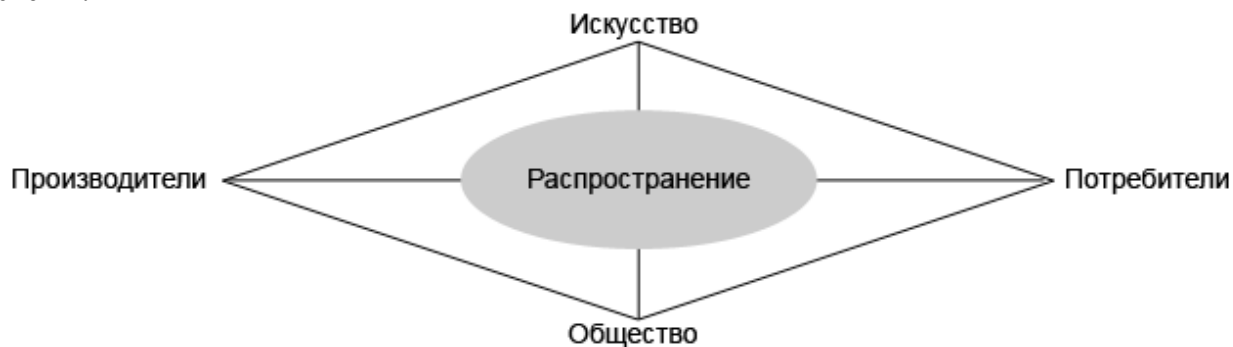 Искусство
Производители
Распространение
Потребители
Общество